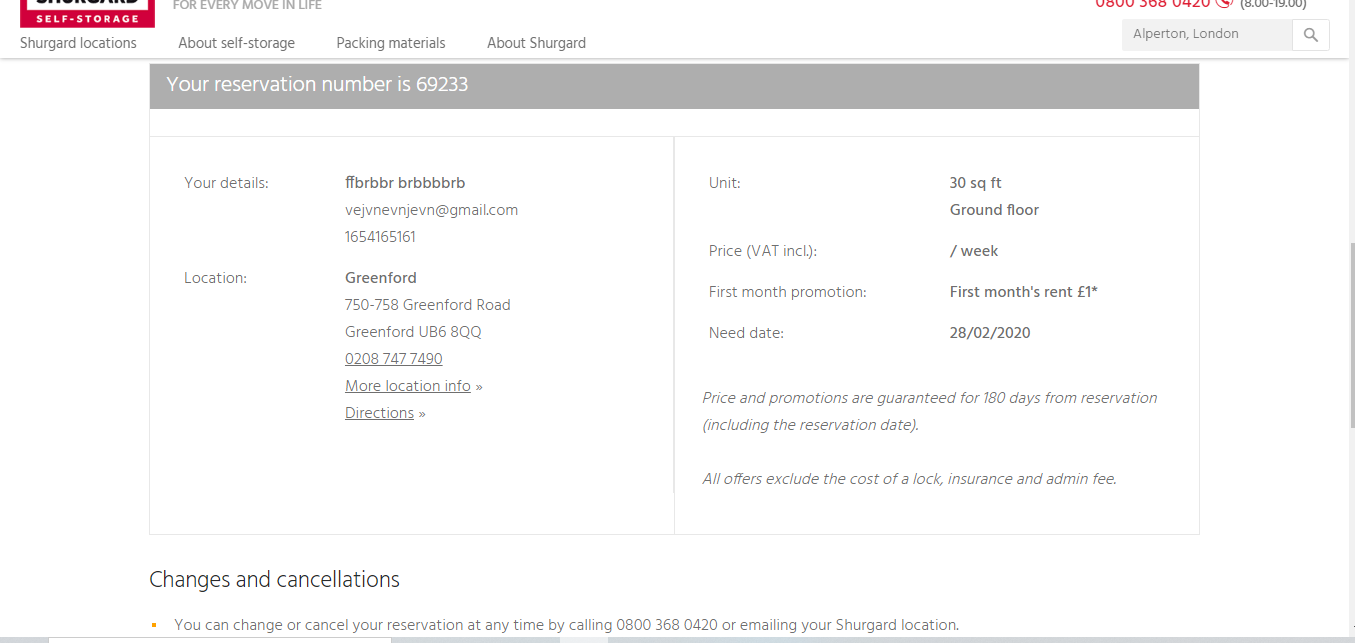 SHURGARD
SELF-STORAGE
FOR EVERY MOVE IN LIFE
0800 368 0420 (8.00-19.00)
Shurgard locations About self-storage Packing materials About Shurgard
Alperton, London
Your reservation number is 69233
Your details: ffbrbbr brbbbbrb
vejvnevnjevn@gmail.com
1654165161
Location: Greenford
750-758 Greenford Road
Greenford UB6 8QQ
0208 747 7490
More location info »
Directions »
Unit: 30 sq ft
Ground floor
Price (VAT incl.): / week
First month promotion: First month's rent £1*
Need date: 28/02/2020
Price and promotions are guaranteed for 180 days from reservation
(including the reservation date).
All offers exclude the cost of a lock, insurance and admin fee.
Changes and cancellations
You can change or cancel your reservation at any time by calling 0800 368 0420 or emailing your Shurgard location.